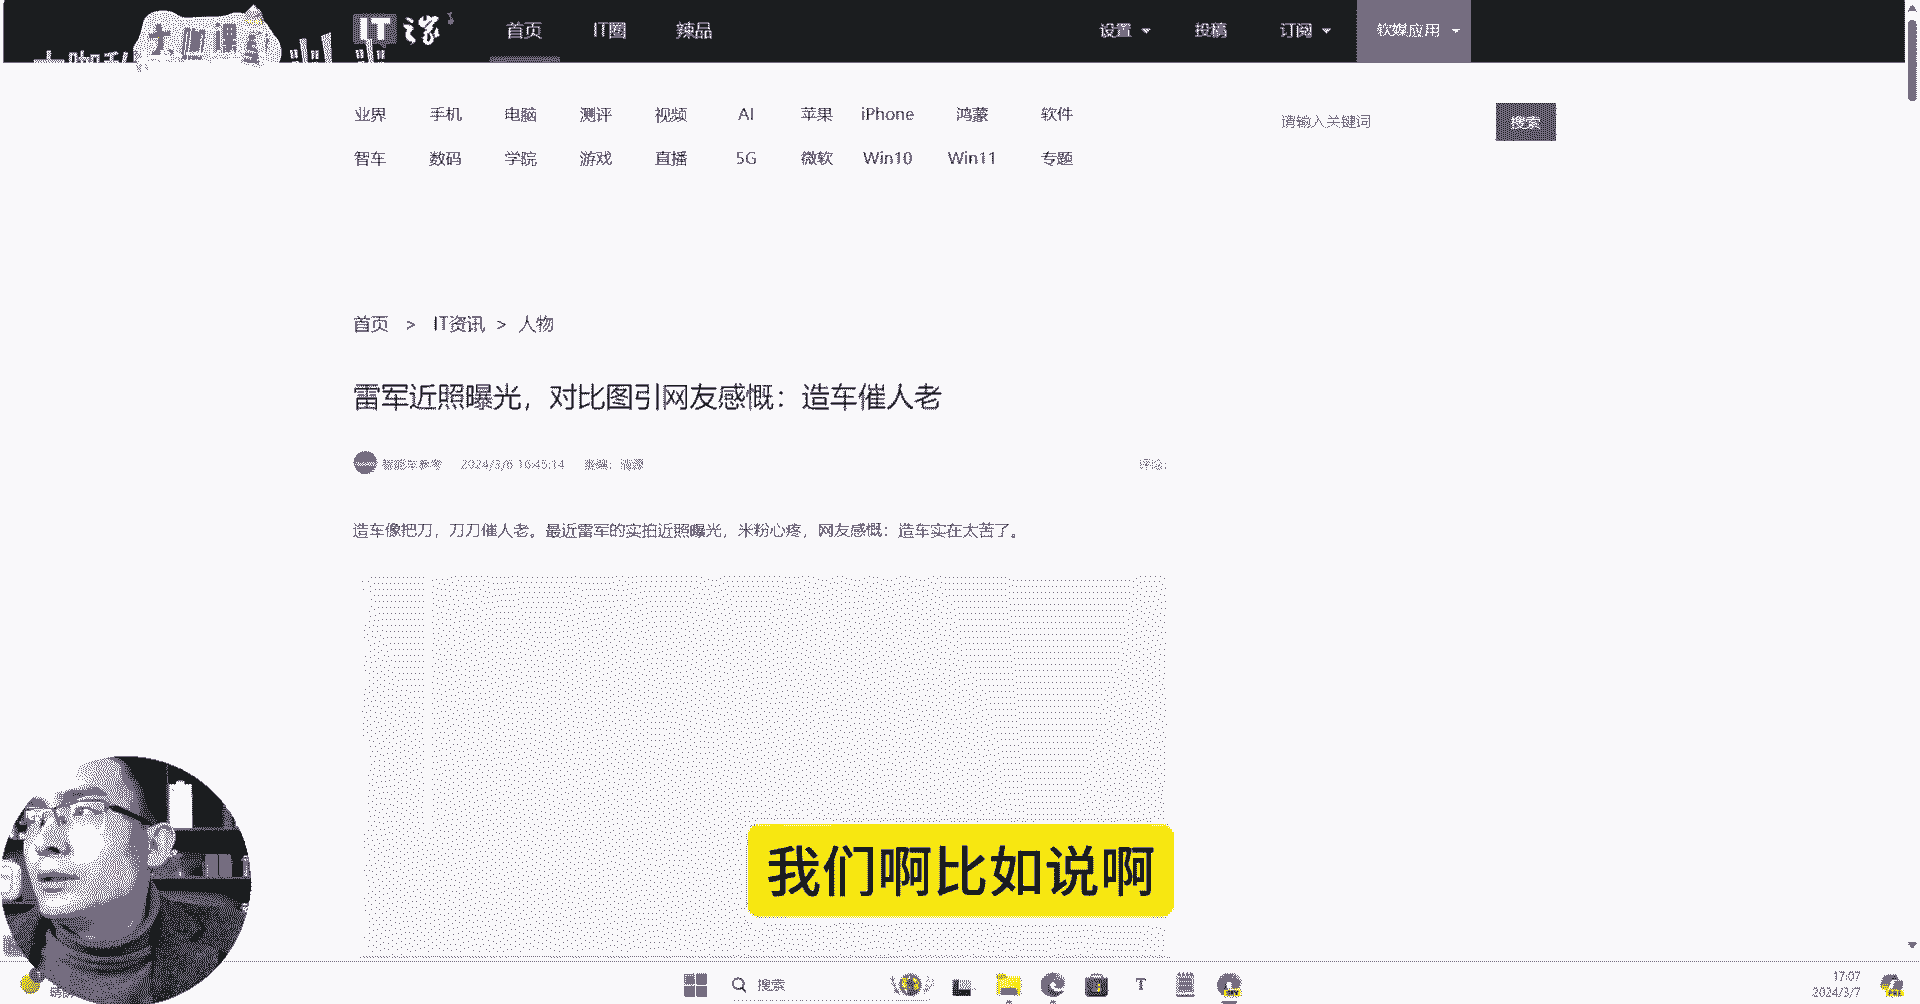 IT之家
首页 IT圈 辣品 设置 投稿 订阅 软媒应用
业界 手机 电脑 测评 视频 AI 苹果 iPhone 鸿蒙 软件
请输入关键词 搜索
智车 数码 学院 游戏 直播 5G 微软 Win10 Win11 专题
首页 > IT资讯 > 人物
雷军近照曝光，对比图引网友感慨：造车催人老
智能车参考 2024/3/6 16:45:14 责编：清源 评论：
造车像把刀，刀刀催人老。最近雷军的实拍近照曝光，米粉心疼，网友感慨：造车实在太苦了。
我们啊比如说啊
搜索
17:07
2024/3/7